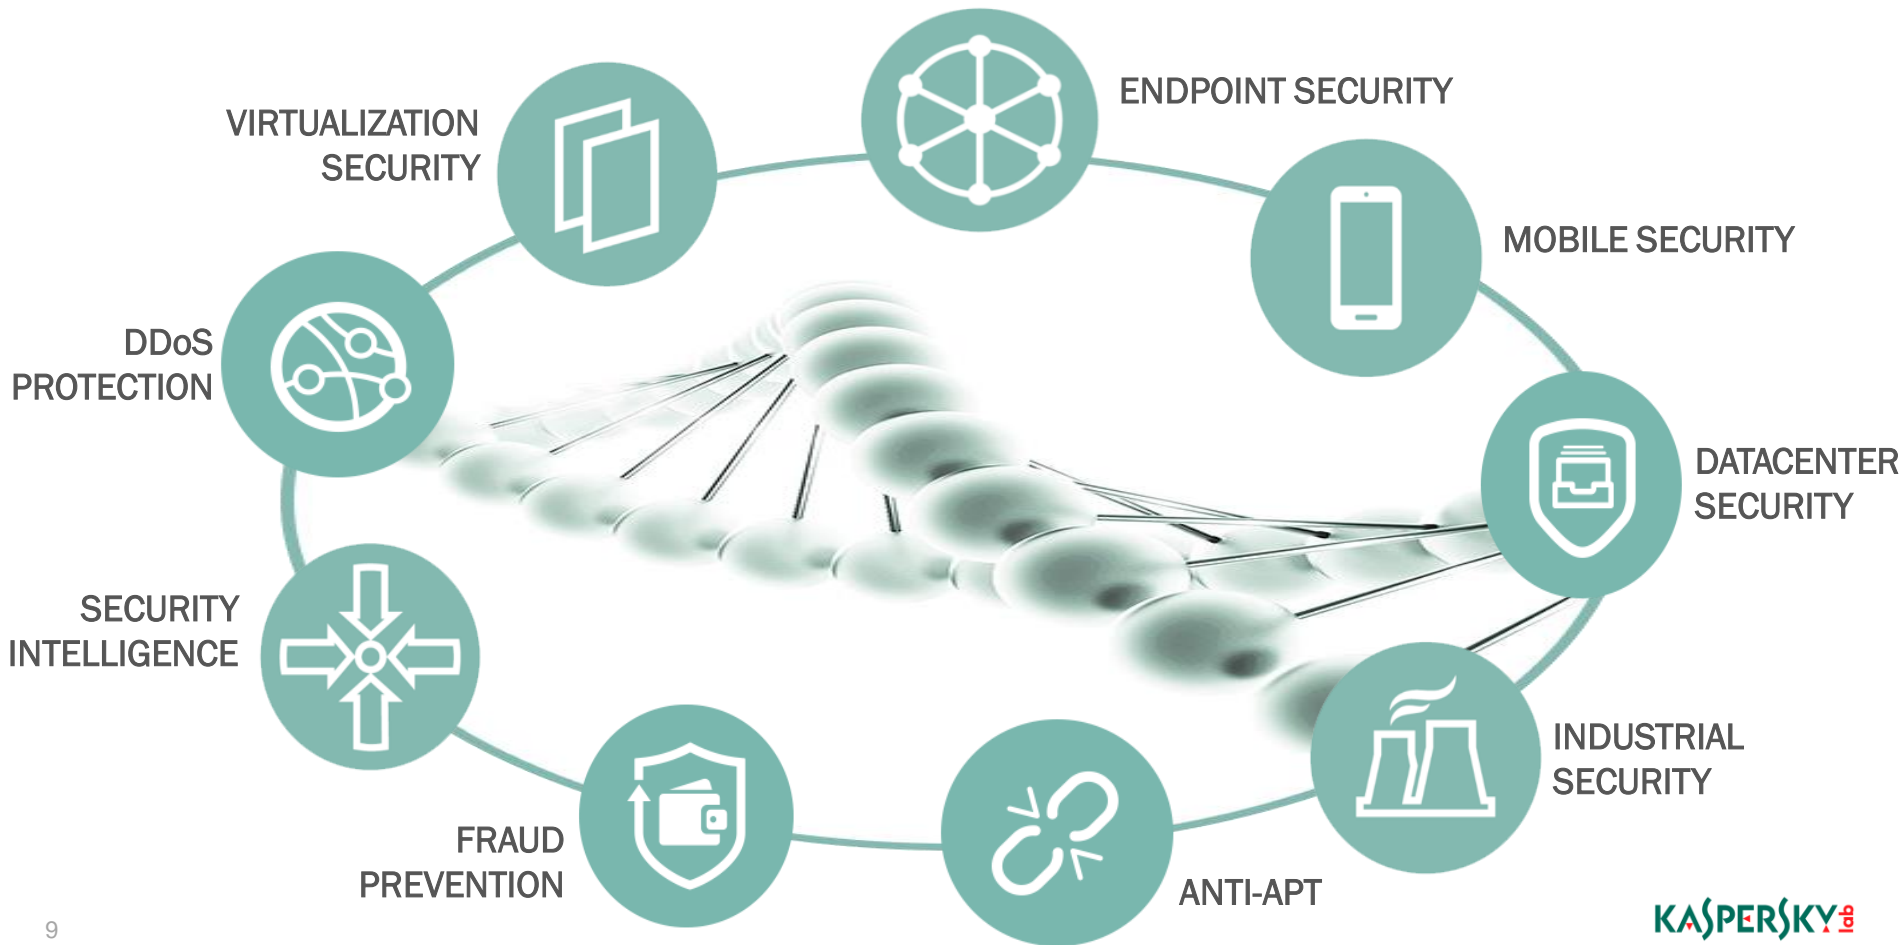 ENDPOINT SECURITY
VIRTUALIZATION
SECURITY
MOBILE SECURITY
DDoS
PROTECTION
DATACENTER
SECURITY
SECURITY
INTELLIGENCE
INDUSTRIAL
SECURITY
FRAUD
PREVENTION
ANTI-APT
9
KASPERSKY lab